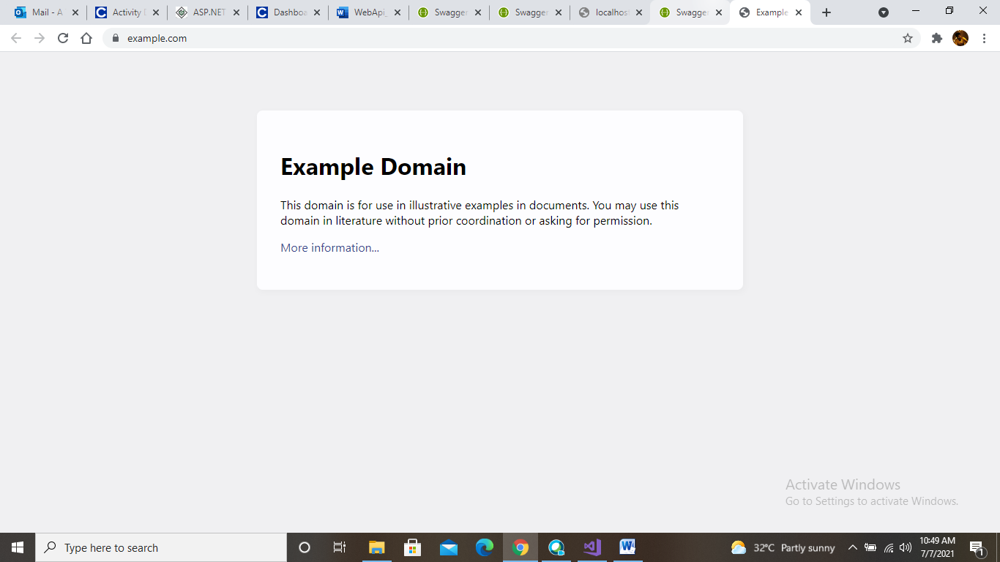 Mail - A
Activity
ASP.NET
Dashboa
WebApi_
Swagger
Swagger
localhost
Swagger
Example
example.com
Example Domain
This domain is for use in illustrative examples in documents. You may use this
domain in literature without prior coordination or asking for permission.
More information...
Activate Windows
Go to Settings to activate Windows.
Type here to search
32°C Partly sunny
10:49 AM
7/7/2021
1